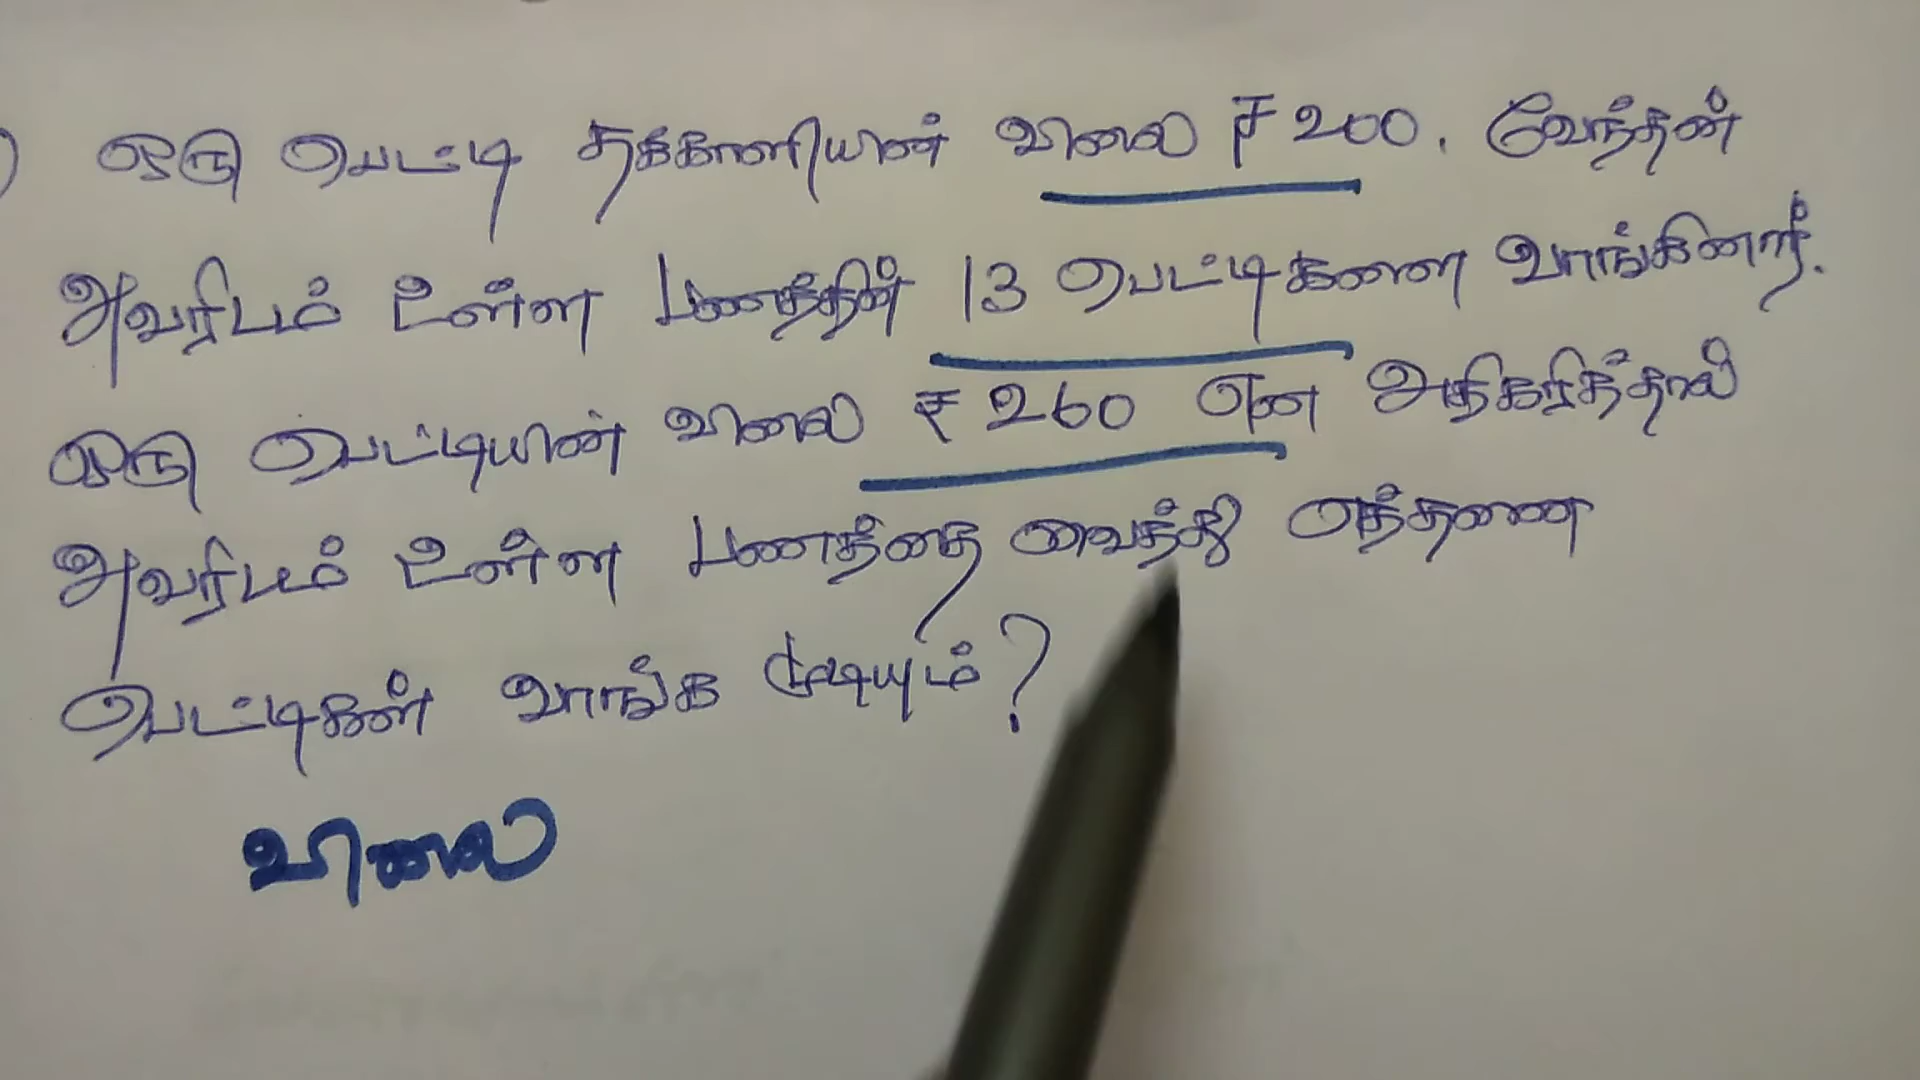 ஒரு பெட்டி தக்காளியின் விலை ₹ 200. வேந்தன்
அவரிடம் உள்ள பணத்தின் 13 பெட்டிகளை வாங்கினார்.
ஒரு பெட்டியின் விலை ₹ 260 என அதிகரித்தால்
அவரிடம் உள்ள பணத்தை வைத்து எத்தனை
பெட்டிகள் வாங்க முடியும்?
விலை